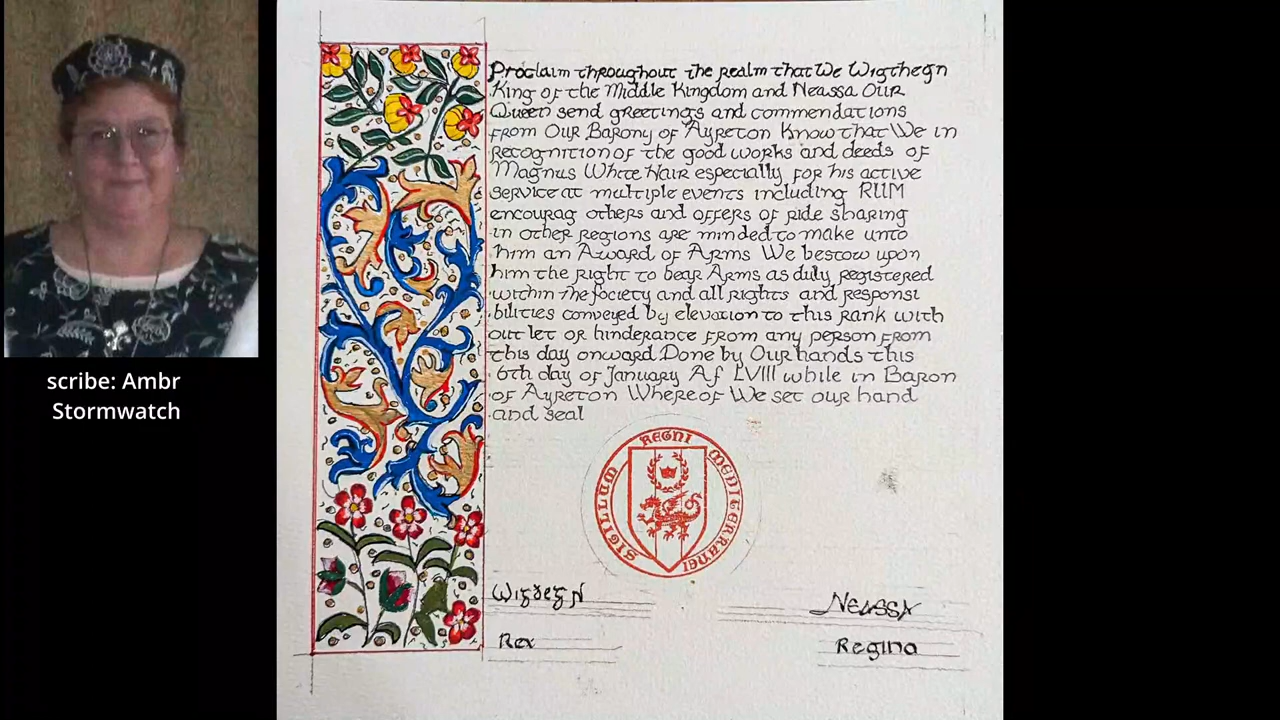 scribe: Ambr
Stormwatch
Proclaim throughout the realm that We Wigthegn
King of the Middle Kingdom and Neassa Our
Queen send greetings and commendations
from Our Barony of Ayreton Know that We in
recognition of the good works and deeds of
Magnus White Hair especially for his active
service at multiple events including RUM
encourag others and offers of ride sharing
in other regions are minded to make unto
him an Award of Arms We bestow upon
him the right to bear Arms as duly registered
within the Society and all rights and responsi
bilities conveyed by elevation to this rank with
out let or hinderance from any person from
this day onward Done by Our hands this
6th day of January A S LVIII while in Baron
of Ayreton Where of We set our hand
and seal
SIGILLUM REGNI MEDITERRANEI
Neassa
Rex
Regina